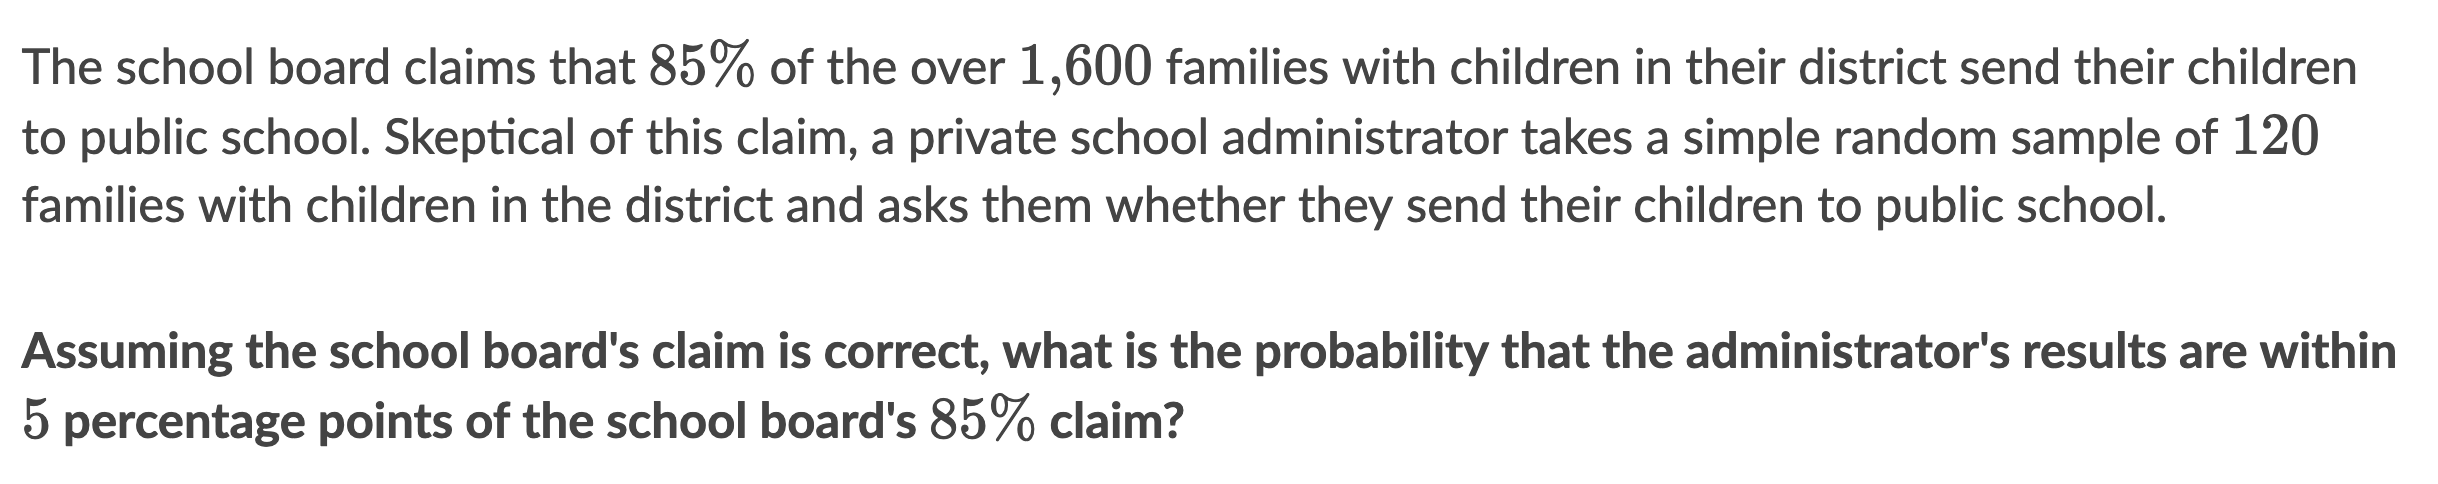 The school board claims that 85% of the over 1,600 families with children in their district send their children
to public school. Skeptical of this claim, a private school administrator takes a simple random sample of 120
families with children in the district and asks them whether they send their children to public school.
Assuming the school board's claim is correct, what is the probability that the administrator's results are within
5 percentage points of the school board's 85% claim?